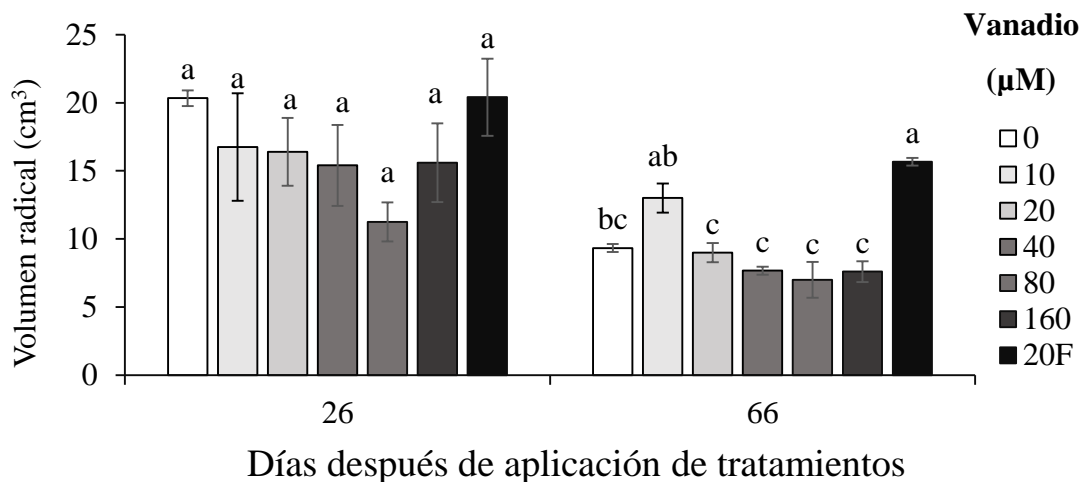 Volumen radical (cm³)
25
20
15
10
5
0
a
a
a
a
a
a
a
bc
ab
c
c
c
c
a
26
66
Días después de aplicación de tratamientos
Vanadio
(µM)
0
10
20
40
80
160
20F